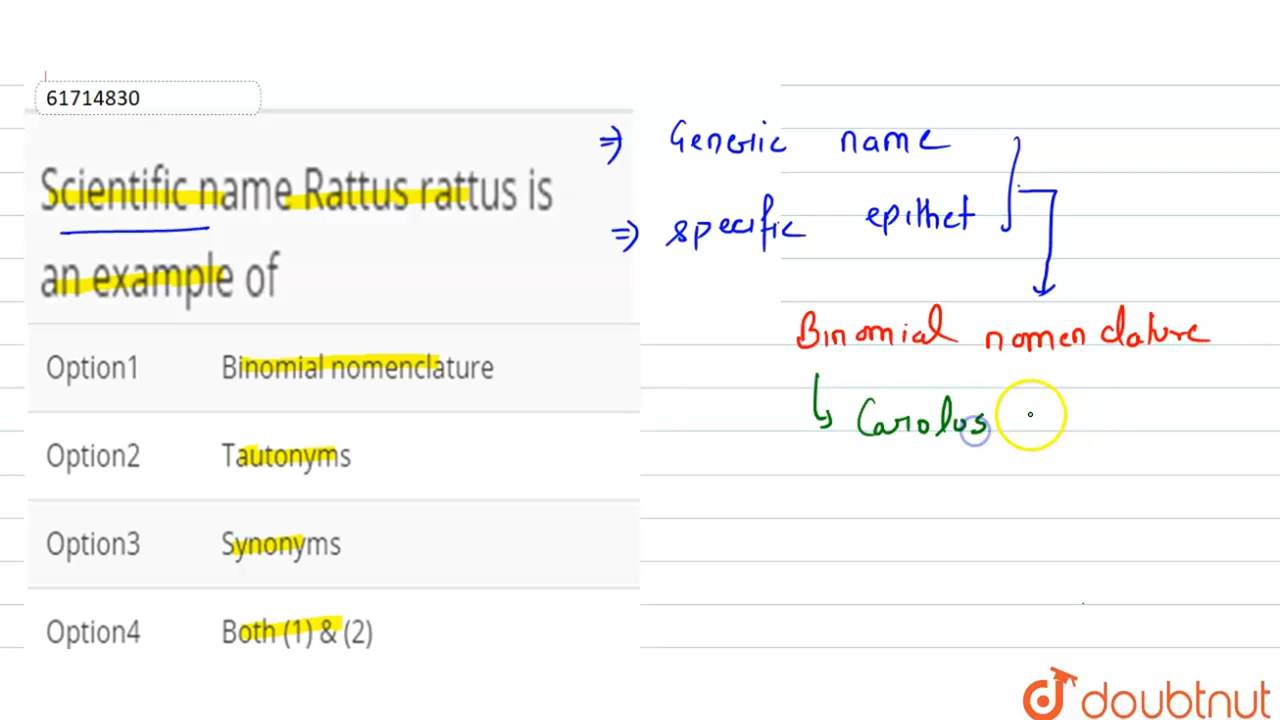 61714830
Scientific name Rattus rattus is
an example of
Option1 Binomial nomenclature
Option2 Tautonyms
Option3 Synonyms
Option4 Both (1) & (2)
⇒ Generic name
⇒ specific epithet
Binomial nomenclature
↳ Carolus
doubtnut